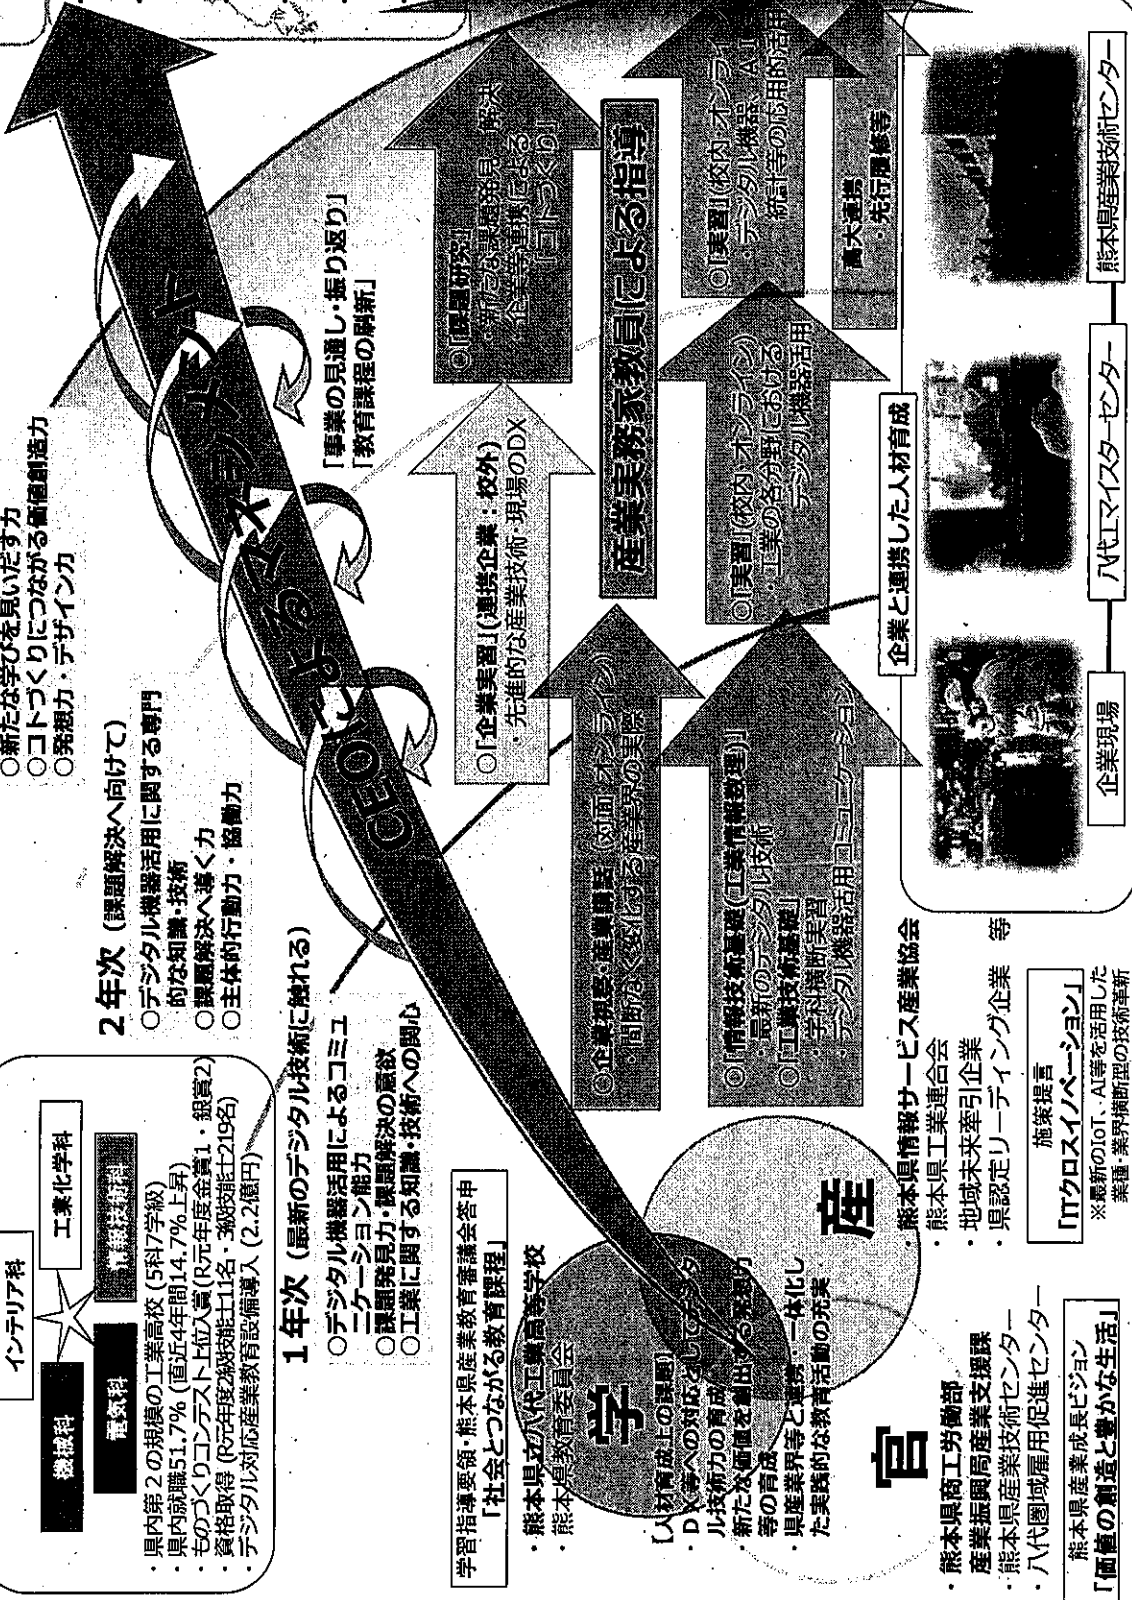 インテリア科
機械科
工業化学科
電気科
情報技術科
・県内第2の規模の工業高校(5科7学級)
・県内就職51.7%(直近4年間14.7%上昇)
・ものづくりコンテスト上位入賞(R元年度金賞1・銀賞2)
・資格取得(R元年度2級技能士11名・3級技能士219名)
・デジタル対応産業教育設備導入(2.2億円)
○新たな学びを見いだす力
○コトづくりにつながる価値創造力
○発想力・デザイン力
2年次(課題解決へ向けて)
○デジタル機器活用に関する専門
的な知識・技術
○課題解決へ導く力
○主体的行動力・協働力
1年次(最新のデジタル技術に触れる)
○デジタル機器活用によるコミュ
ニケーション能力
○課題発見力・課題解決の意欲
○工業に関する知識・技術への関心
CEOによるマネジメント
「事業の見通し・振り返り」
「教育課程の刷新」
学習指導要領・熊本県産業教育審議会答申
「社会とつながる教育課程」
・熊本県立八代工業高等学校
・熊本県教育委員会
学
【人材育成上の課題】
・DX等への対応としてデジタ
ル技術力の育成
・新たな価値を創出する発想力
等の育成
・県産業界等と連携・一体化し
た実践的な教育活動の充実
産
官
○「企業実習」(連携企業:校外)
・先進的な産業技術・現場のDX
○「課題研究」
・新たな課題発見・解決
・企業等連携による
「コトづくり」
○企業視察・産業講話(対面・オンライン)
・間断なく変化する産業界の実際
産業実務家教員による指導
○「情報技術基礎(工業情報数理)」
・最新のデジタル技術
○「工業技術基礎」
・学科横断実習
・デジタル機器活用コミュニケーション
○「実習」(校内・オンライン)
・工業の各分野における
デジタル機器活用
○「実習」(校内・オンライ
・デジタル機器、AI
統計等の応用的活用
高大連携
・先行履修等
企業と連携した人材育成
企業現場
八代工マイスターセンター
熊本県産業技術センター
・熊本県情報サービス産業協会
・熊本県工業連合会
・地域未来牽引企業
・県認定リーディング企業 等
施策提言
「ITクロスイノベーション」
※最新のIoT、AI等を活用した
業種・業界横断型の技術革新
・熊本県商工労働部
産業振興局産業支援課
・熊本県産業技術センター
・八代圏域雇用促進センター
熊本県産業成長ビジョン
「価値の創造と豊かな生活」